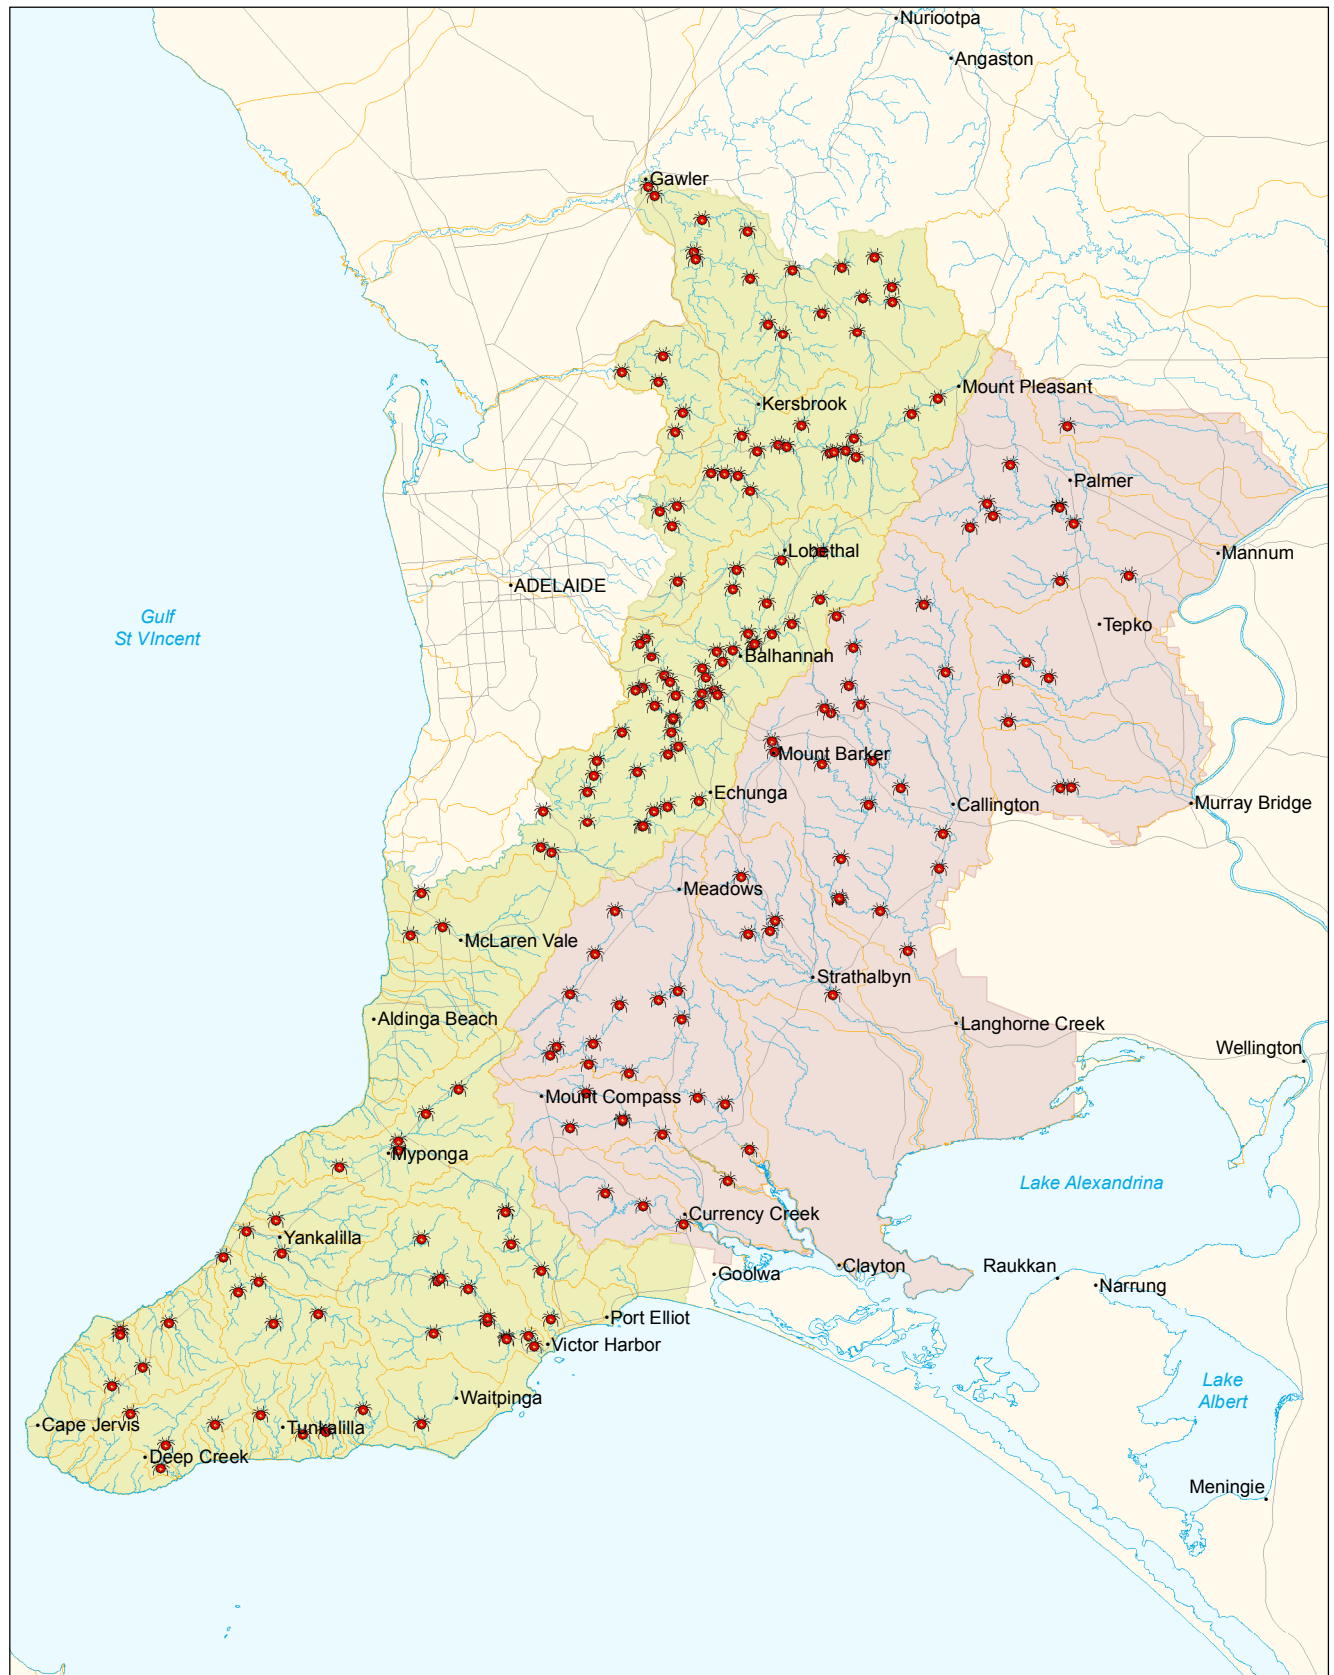 Nuriootpa
Angaston
Gawler
Mount Pleasant
Kersbrook
Palmer
Lobethal
Mannum
ADELAIDE
Gulf
St VIncent
Tepko
Balhannah
Mount Barker
Echunga
Callington
Murray Bridge
Meadows
McLaren Vale
Strathalbyn
Aldinga Beach
Langhorne Creek
Wellington
Mount Compass
Myponga
Lake Alexandrina
Currency Creek
Yankalilla
Clayton
Raukkan
Goolwa
Narrung
Port Elliot
Victor Harbor
Lake
Albert
Waitpinga
Cape Jervis
Tunkalilla
Deep Creek
Meningie